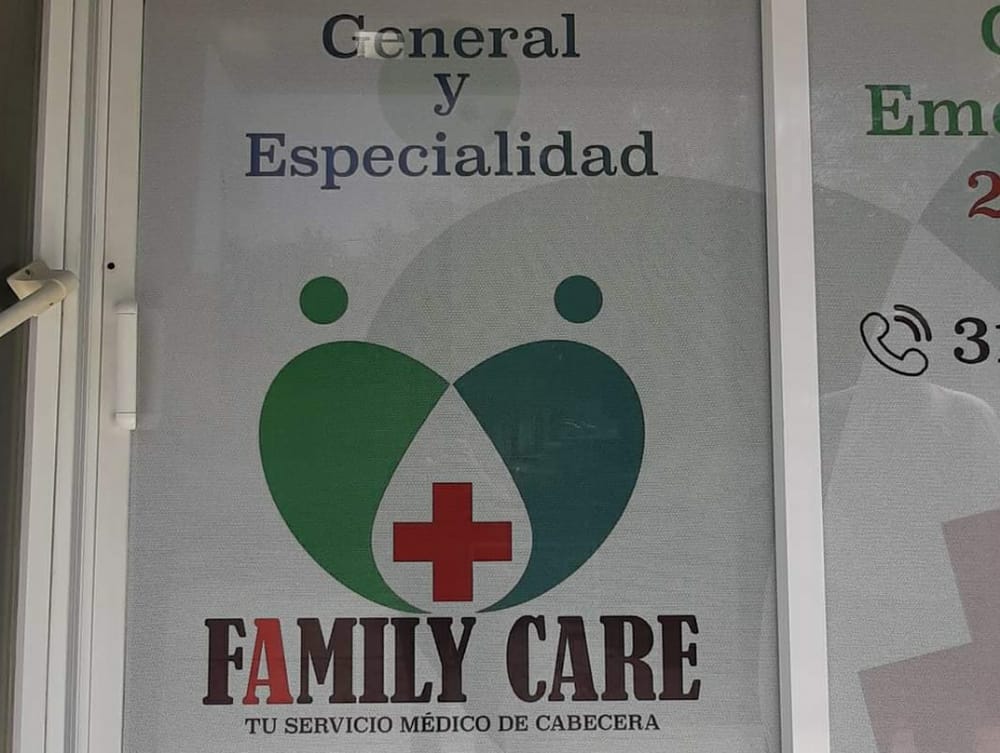 General
y
Especialidad
FAMILY CARE
TU SERVICIO MÉDICO DE CABECERA